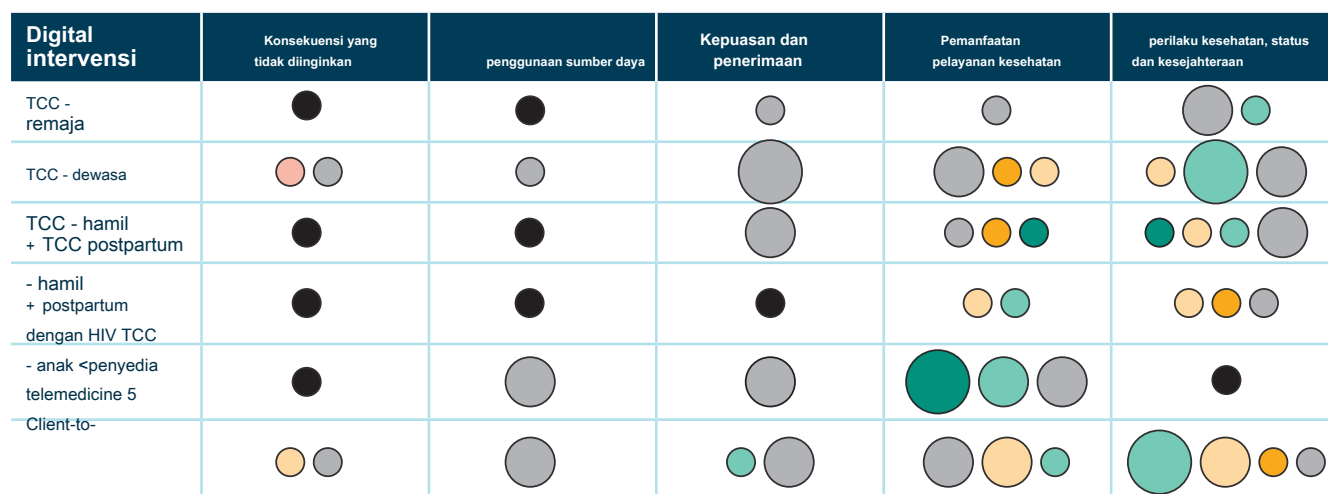 Digital
intervensi
Konsekuensi yang
tidak diinginkan
penggunaan sumber daya
Kepuasan dan
penerimaan
Pemanfaatan
pelayanan kesehatan
perilaku kesehatan, status
dan kesejahteraan
TCC -
remaja
TCC - dewasa
TCC - hamil
+ TCC postpartum
- hamil
+ postpartum
dengan HIV TCC
- anak <penyedia
telemedicine 5
Client-to-